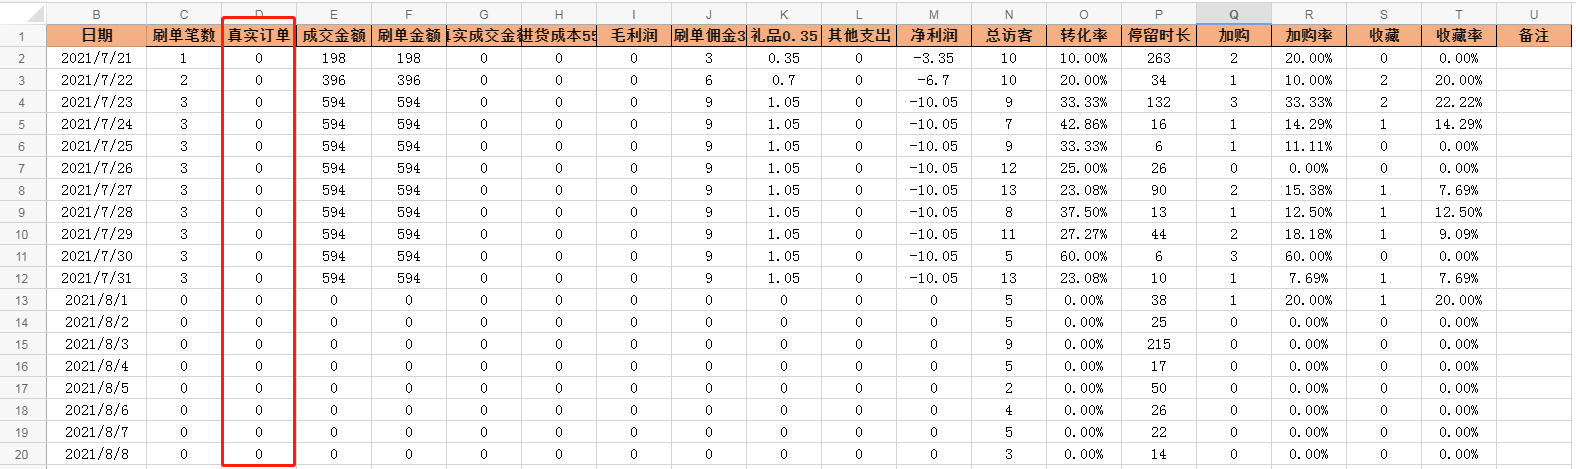 B C D E F G H I J K L M N O P Q R S T U
1 日期 刷单笔数 真实订单 成交金额 刷单金额 真实成交金额 进货成本55 毛利润 刷单佣金3 礼品0.35 其他支出 净利润 总访客 转化率 停留时长 加购 加购率 收藏 收藏率 备注
2 2021/7/21 1 0 198 198 0 0 0 3 0.35 0 -3.35 10 10.00% 263 2 20.00% 0 0.00%
3 2021/7/22 2 0 396 396 0 0 0 6 0.7 0 -6.7 10 20.00% 34 1 10.00% 2 20.00%
4 2021/7/23 3 0 594 594 0 0 0 9 1.05 0 -10.05 9 33.33% 132 3 33.33% 2 22.22%
5 2021/7/24 3 0 594 594 0 0 0 9 1.05 0 -10.05 7 42.86% 16 1 14.29% 1 14.29%
6 2021/7/25 3 0 594 594 0 0 0 9 1.05 0 -10.05 9 33.33% 6 1 11.11% 0 0.00%
7 2021/7/26 3 0 594 594 0 0 0 9 1.05 0 -10.05 12 25.00% 26 0 0.00% 0 0.00%
8 2021/7/27 3 0 594 594 0 0 0 9 1.05 0 -10.05 13 23.08% 90 2 15.38% 1 7.69%
9 2021/7/28 3 0 594 594 0 0 0 9 1.05 0 -10.05 8 37.50% 13 1 12.50% 1 12.50%
10 2021/7/29 3 0 594 594 0 0 0 9 1.05 0 -10.05 11 27.27% 44 2 18.18% 1 9.09%
11 2021/7/30 3 0 594 594 0 0 0 9 1.05 0 -10.05 5 60.00% 6 3 60.00% 0 0.00%
12 2021/7/31 3 0 594 594 0 0 0 9 1.05 0 -10.05 13 23.08% 10 1 7.69% 1 7.69%
13 2021/8/1 0 0 0 0 0 0 0 0 0 0 0 5 0.00% 38 1 20.00% 1 20.00%
14 2021/8/2 0 0 0 0 0 0 0 0 0 0 0 5 0.00% 25 0 0.00% 0 0.00%
15 2021/8/3 0 0 0 0 0 0 0 0 0 0 0 9 0.00% 215 0 0.00% 0 0.00%
16 2021/8/4 0 0 0 0 0 0 0 0 0 0 0 5 0.00% 17 0 0.00% 0 0.00%
17 2021/8/5 0 0 0 0 0 0 0 0 0 0 0 2 0.00% 50 0 0.00% 0 0.00%
18 2021/8/6 0 0 0 0 0 0 0 0 0 0 0 4 0.00% 26 0 0.00% 0 0.00%
19 2021/8/7 0 0 0 0 0 0 0 0 0 0 0 5 0.00% 22 0 0.00% 0 0.00%
20 2021/8/8 0 0 0 0 0 0 0 0 0 0 0 3 0.00% 14 0 0.00% 0 0.00%